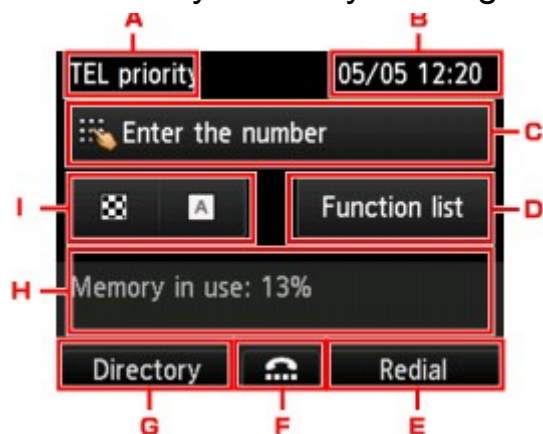 A B
TEL priority 05/05 12:20
Enter the number C
I A Function list D
H Memory in use: 13%
Directory Redial
G F E